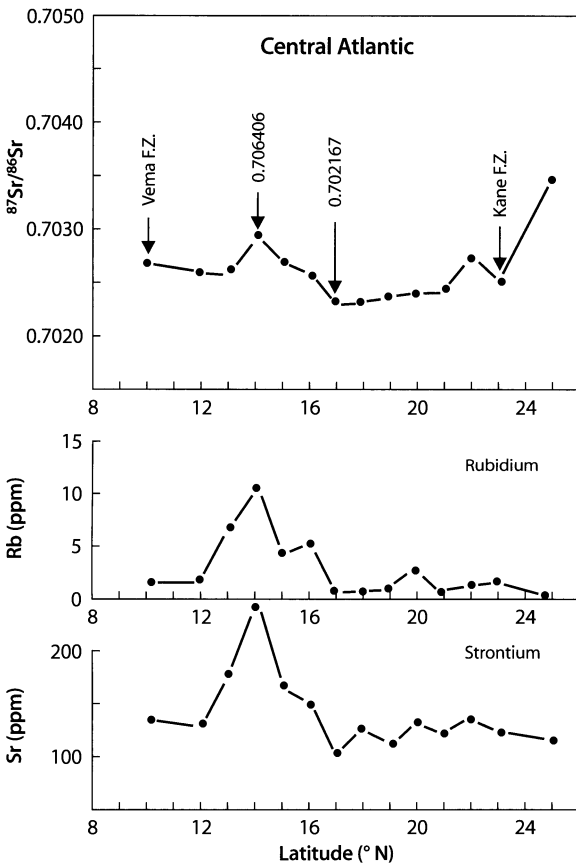 0.7050
Central Atlantic
0.7040
0.7030
0.7020
87Sr/86Sr
Vema F.Z.
0.706406
0.702167
Kane F.Z.
8 12 16 20 24
15
Rubidium
10
5
0
Rb (ppm)
8 12 16 20 24
200
Strontium
100
Sr (ppm)
8 12 16 20 24
Latitude (° N)